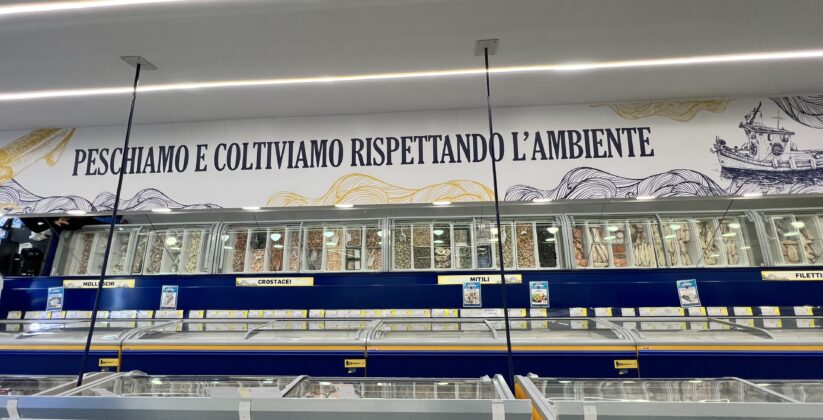 PESCHIAMO E COLTIVIAMO RISPETTANDO L'AMBIENTE
MOLLUSCHI
CROSTACEI
MITILI
FILETTI